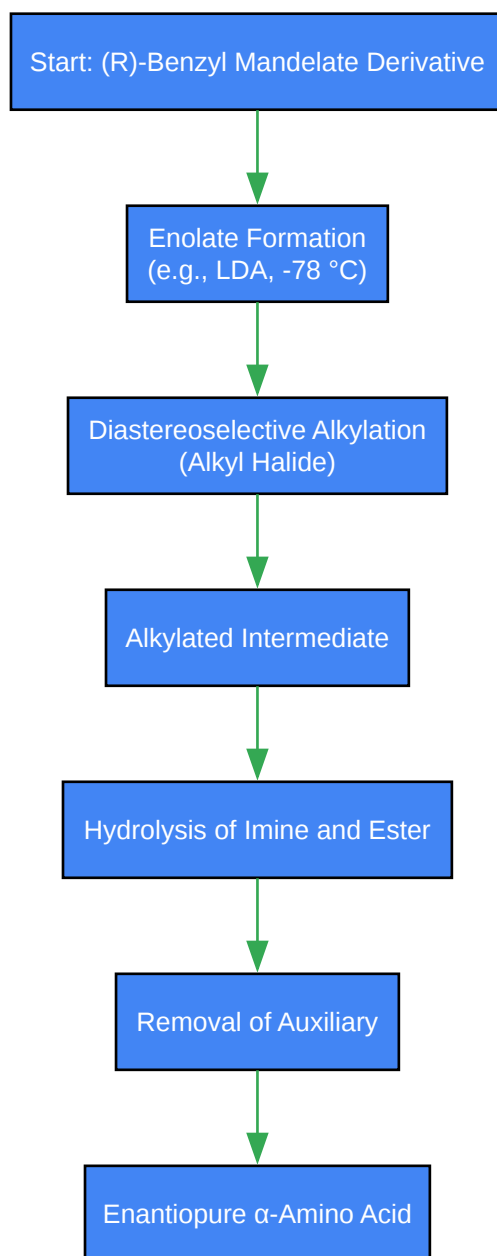 Start: (R)-Benzyl Mandelate Derivative
Enolate Formation
(e.g., LDA, -78 °C)
Diastereoselective Alkylation
(Alkyl Halide)
Alkylated Intermediate
Hydrolysis of Imine and Ester
Removal of Auxiliary
Enantiopure α-Amino Acid